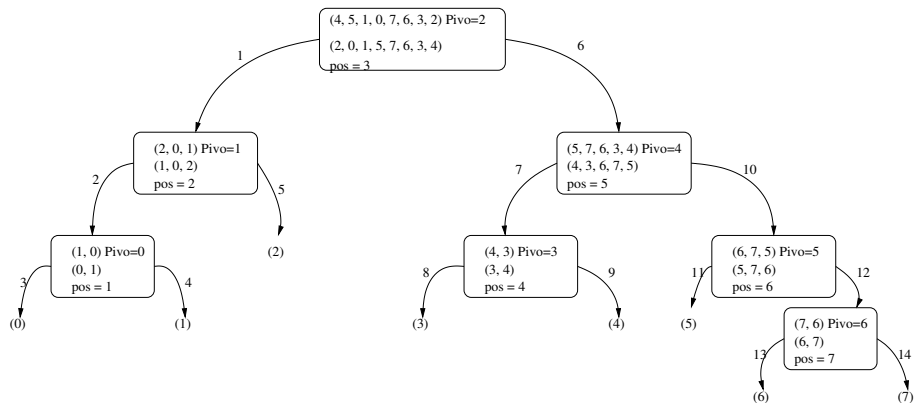 (4, 5, 1, 0, 7, 6, 3, 2) Pivo=2
(2, 0, 1, 5, 7, 6, 3, 4)
pos = 3
1
6
(2, 0, 1) Pivo=1
(1, 0, 2)
pos = 2
(5, 7, 6, 3, 4) Pivo=4
(4, 3, 6, 7, 5)
pos = 5
2
5
7
10
(1, 0) Pivo=0
(0, 1)
pos = 1
(2)
(4, 3) Pivo=3
(3, 4)
pos = 4
(6, 7, 5) Pivo=5
(5, 7, 6)
pos = 6
3
4
8
9
11
12
(0)
(1)
(3)
(4)
(5)
(7, 6) Pivo=6
(6, 7)
pos = 7
13
14
(6)
(7)